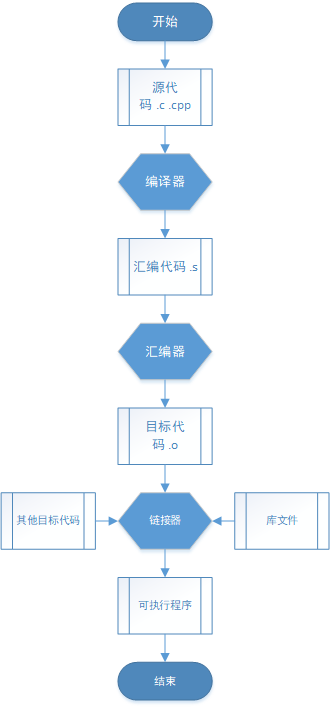 开始
源代
码 .c .cpp
编译器
汇编代码 .s
汇编器
目标代
码 .o
其他目标代码
链接器
库文件
可执行程序
结束